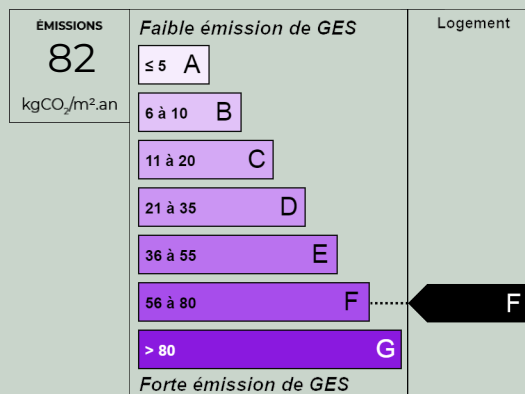 ÉMISSIONS
82
kgCO₂/m².an
Faible émission de GES
Logement
≤ 5 A
6 à 10 B
11 à 20 C
21 à 35 D
36 à 55 E
56 à 80 F
F
> 80 G
Forte émission de GES